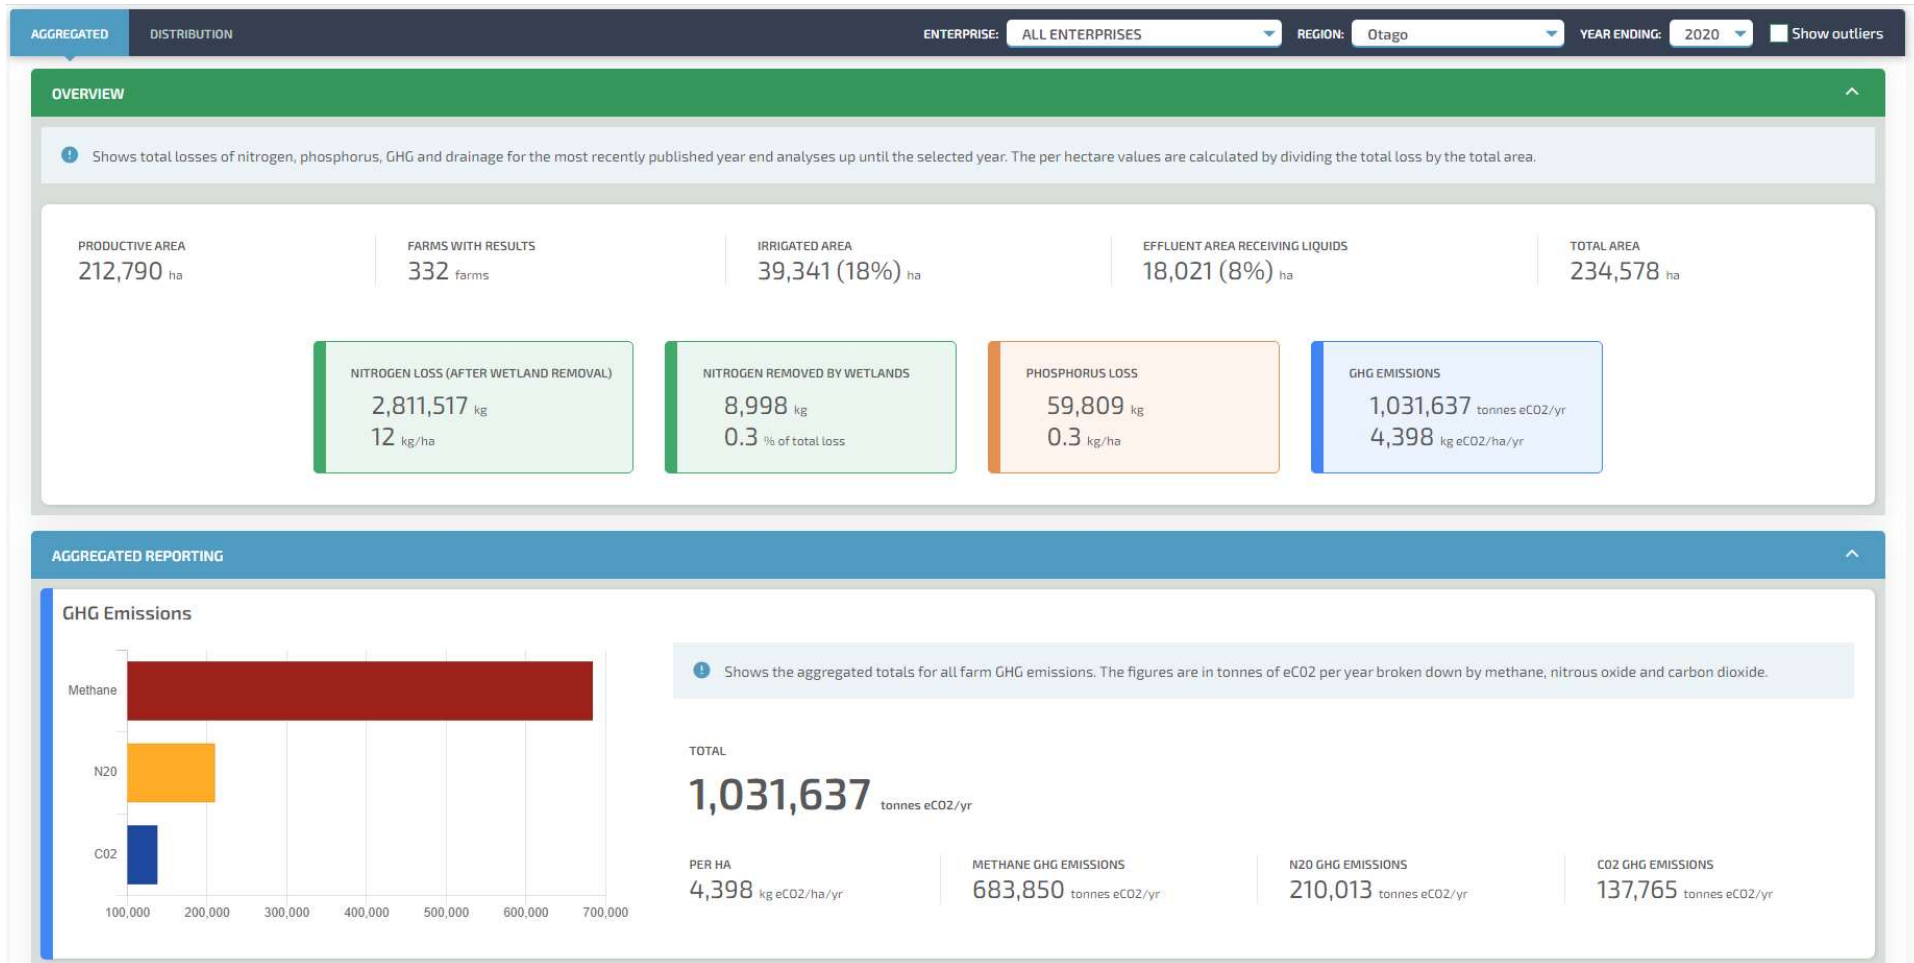 AGGREGATED DISTRIBUTION ENTERPRISE: ALL ENTERPRISES REGION: Otago YEAR ENDING: 2020 Show outliers
OVERVIEW
Shows total losses of nitrogen, phosphorus, GHG and drainage for the most recently published year end analyses up until the selected year. The per hectare values are calculated by dividing the total loss by the total area.
PRODUCTIVE AREA
212,790 ha
FARMS WITH RESULTS
332 farms
IRRIGATED AREA
39,341 (18%) ha
EFFLUENT AREA RECEIVING LIQUIDS
18,021 (8%) ha
TOTAL AREA
234,578 ha
NITROGEN LOSS (AFTER WETLAND REMOVAL)
2,811,517 kg
12 kg/ha
NITROGEN REMOVED BY WETLANDS
8,998 kg
0.3 % of total loss
PHOSPHORUS LOSS
59,809 kg
0.3 kg/ha
GHG EMISSIONS
1,031,637 tonnes eCO2/yr
4,398 kg eCO2/ha/yr
AGGREGATED REPORTING
GHG Emissions
Methane
N20
C02
100,000 200,000 300,000 400,000 500,000 600,000 700,000
Shows the aggregated totals for all farm GHG emissions. The figures are in tonnes of eC02 per year broken down by methane, nitrous oxide and carbon dioxide.
TOTAL
1,031,637 tonnes eCO2/yr
PER HA
4,398 kg eCO2/ha/yr
METHANE GHG EMISSIONS
683,850 tonnes eCO2/yr
N20 GHG EMISSIONS
210,013 tonnes eCO2/yr
C02 GHG EMISSIONS
137,765 tonnes eCO2/yr